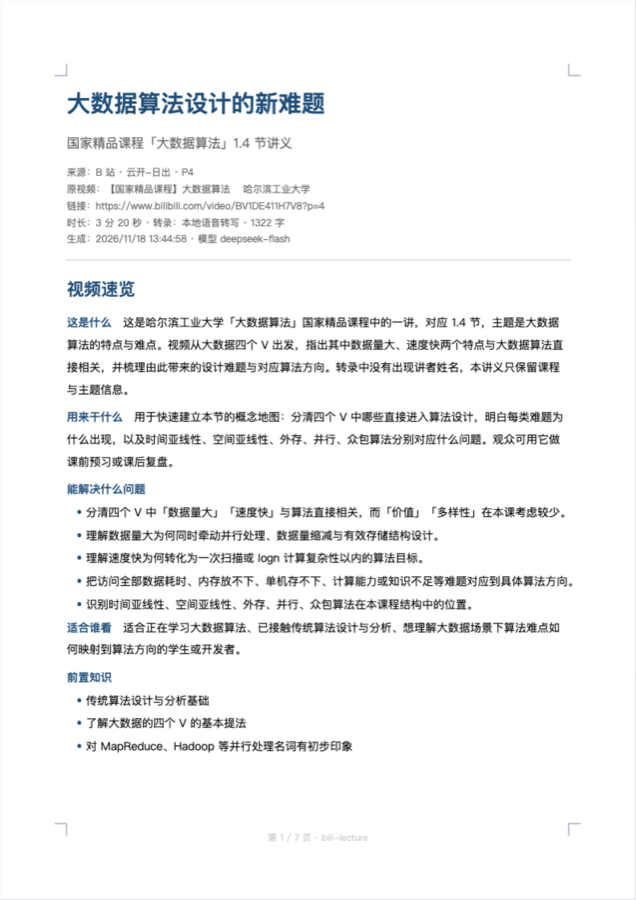 大数据算法设计的新难题
国家精品课程「大数据算法」1.4 节讲义
来源：B 站 · 云开-日出 · P4
原视频：【国家精品课程】大数据算法　哈尔滨工业大学
链接：https://www.bilibili.com/video/BV1DE411H7V8?p=4
时长：3 分 20 秒 · 转录：本地语音转写 · 1322 字
生成：2026/11/18 13:44:58 · 模型 deepseek-flash
视频速览
这是什么　这是哈尔滨工业大学「大数据算法」国家精品课程中的一讲，对应 1.4 节，主题是大数据
算法的特点与难点。视频从大数据四个 V 出发，指出其中数据量大、速度快两个特点与大数据算法直
接相关，并梳理由此带来的设计难题与对应算法方向。转录中没有出现讲者姓名，本讲义只保留课程
与主题信息。
用来干什么　用于快速建立本节的概念地图：分清四个 V 中哪些直接进入算法设计，明白每类难题为
什么出现，以及时间亚线性、空间亚线性、外存、并行、众包算法分别对应什么问题。观众可用它做
课前预习或课后复盘。
能解决什么问题
• 分清四个 V 中「数据量大」「速度快」与算法直接相关，而「价值」「多样性」在本课考虑较少。
• 理解数据量大为何同时牵动并行处理、数据量缩减与有效存储结构设计。
• 理解速度快为何转化为一次扫描或 logn 计算复杂性以内的算法目标。
• 把访问全部数据耗时、内存放不下、单机存不下、计算能力或知识不足等难题对应到具体算法方向。
• 识别时间亚线性、空间亚线性、外存、并行、众包算法在本课程结构中的位置。
适合谁看　适合正在学习大数据算法、已接触传统算法设计与分析、想理解大数据场景下算法难点如
何映射到算法方向的学生或开发者。
前置知识
• 传统算法设计与分析基础
• 了解大数据的四个 V 的基本提法
• 对 MapReduce、Hadoop 等并行处理名词有初步印象
第 1 / 7 页 · bili-lecture